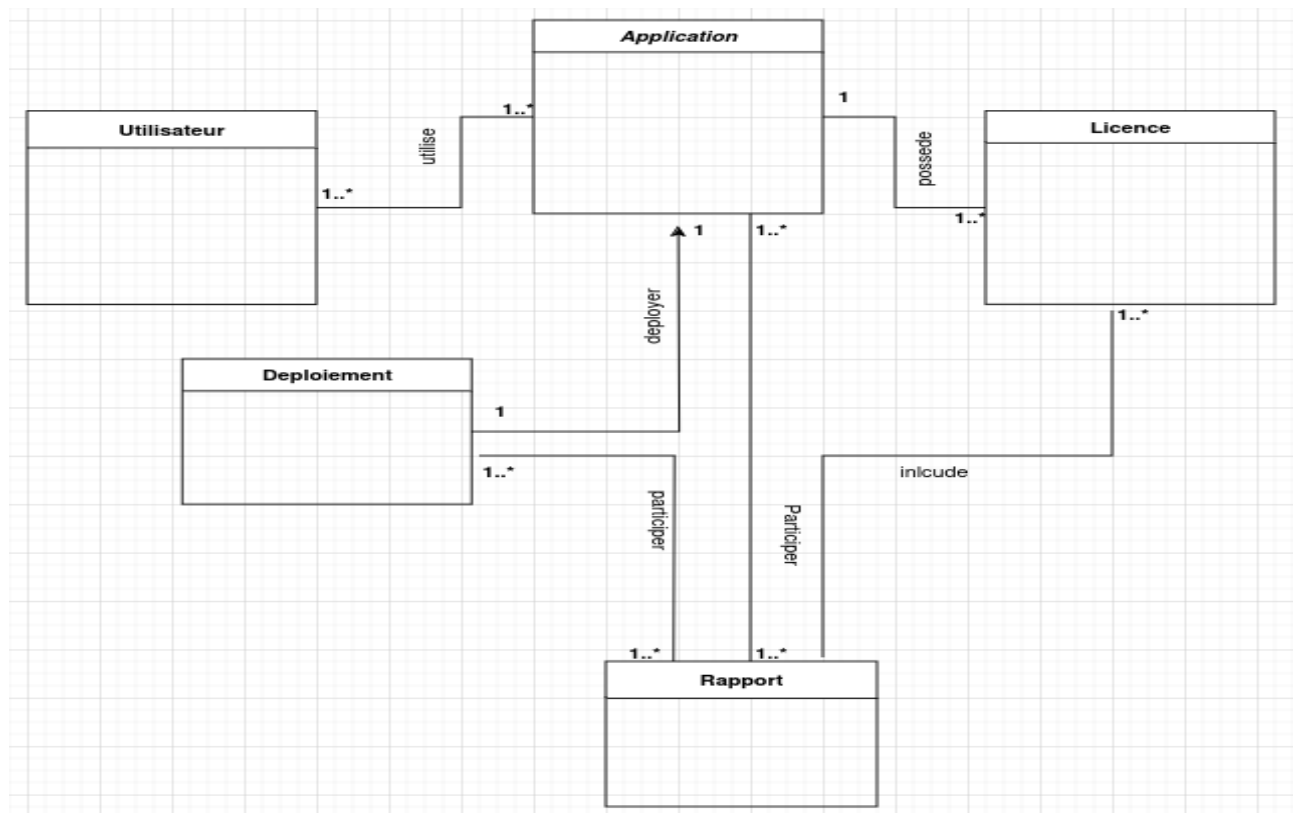 Application
1..*
1
Utilisateur
Licence
utilise
possede
1..*
1..*
1
1..*
1..*
deployer
Deploiement
1
1..*
inlcude
participer
Participer
1..*
1..*
Rapport